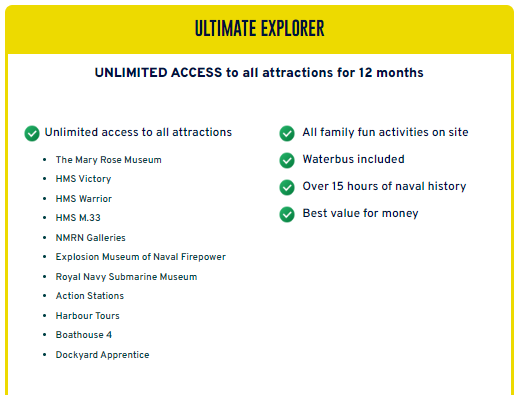 ULTIMATE EXPLORER
UNLIMITED ACCESS to all attractions for 12 months
Unlimited access to all attractions
• The Mary Rose Museum
• HMS Victory
• HMS Warrior
• HMS M.33
• NMRN Galleries
• Explosion Museum of Naval Firepower
• Royal Navy Submarine Museum
• Action Stations
• Harbour Tours
• Boathouse 4
• Dockyard Apprentice
All family fun activities on site
Waterbus included
Over 15 hours of naval history
Best value for money